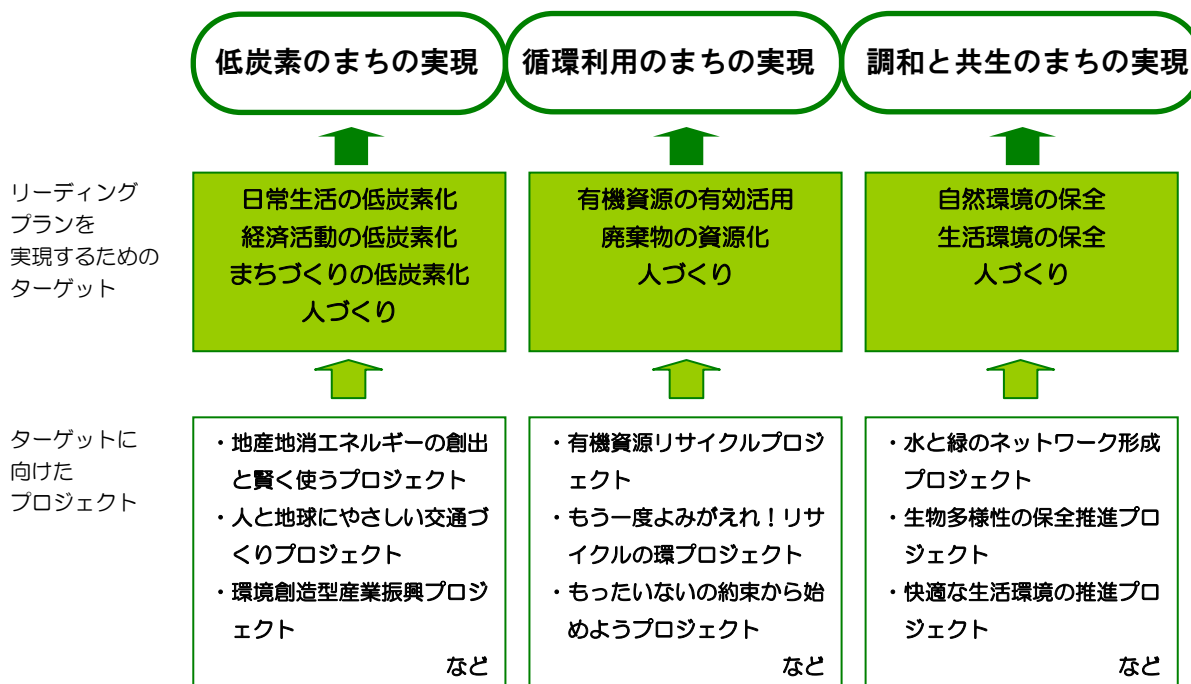 低炭素のまちの実現
循環利用のまちの実現
調和と共生のまちの実現
リーディング
プランを
実現するための
ターゲット
日常生活の低炭素化
経済活動の低炭素化
まちづくりの低炭素化
人づくり
有機資源の有効活用
廃棄物の資源化
人づくり
自然環境の保全
生活環境の保全
人づくり
ターゲットに
向けた
プロジェクト
・地産地消エネルギーの創出
と賢く使うプロジェクト
・人と地球にやさしい交通づ
くりプロジェクト
・環境創造型産業振興プロジ
ェクト
など
・有機資源リサイクルプロジ
ェクト
・もう一度よみがえれ！リサ
イクルの環プロジェクト
・もったいないの約束から始
めようプロジェクト
など
・水と緑のネットワーク形成
プロジェクト
・生物多様性の保全推進プロ
ジェクト
・快適な生活環境の推進プロ
ジェクト
など